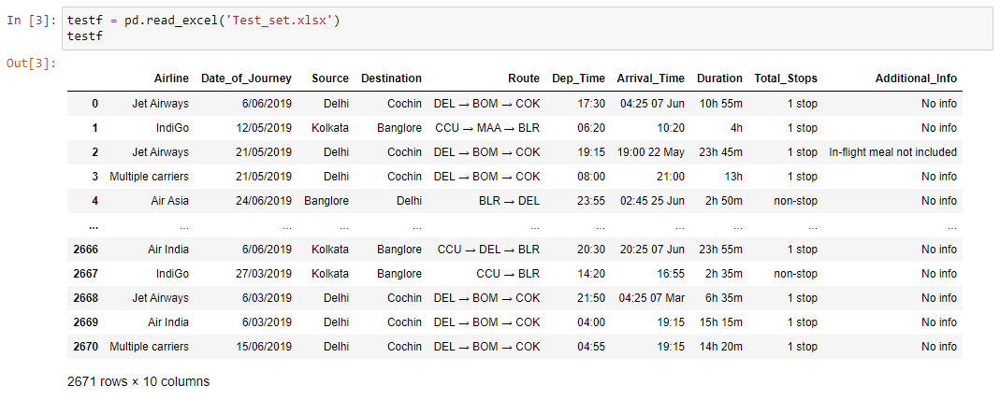 In [3]: testf = pd.read_excel('Test_set.xlsx')
testf
Out[3]:
Airline Date_of_Journey Source Destination Route Dep_Time Arrival_Time Duration Total_Stops Additional_Info
0 Jet Airways 6/06/2019 Delhi Cochin DEL → BOM → COK 17:30 04:25 07 Jun 10h 55m 1 stop No info
1 IndiGo 12/05/2019 Kolkata Banglore CCU → MAA → BLR 06:20 10:20 4h 1 stop No info
2 Jet Airways 21/05/2019 Delhi Cochin DEL → BOM → COK 19:15 19:00 22 May 23h 45m 1 stop In-flight meal not included
3 Multiple carriers 21/05/2019 Delhi Cochin DEL → BOM → COK 08:00 21:00 13h 1 stop No info
4 Air Asia 24/06/2019 Banglore Delhi BLR → DEL 23:55 02:45 25 Jun 2h 50m non-stop No info
... ... ... ... ... ... ... ... ... ... ...
2666 Air India 6/06/2019 Kolkata Banglore CCU → DEL → BLR 20:30 20:25 07 Jun 23h 55m 1 stop No info
2667 IndiGo 27/03/2019 Kolkata Banglore CCU → BLR 14:20 16:55 2h 35m non-stop No info
2668 Jet Airways 6/03/2019 Delhi Cochin DEL → BOM → COK 21:50 04:25 07 Mar 6h 35m 1 stop No info
2669 Air India 6/03/2019 Delhi Cochin DEL → BOM → COK 04:00 19:15 15h 15m 1 stop No info
2670 Multiple carriers 15/06/2019 Delhi Cochin DEL → BOM → COK 04:55 19:15 14h 20m 1 stop No info
2671 rows × 10 columns